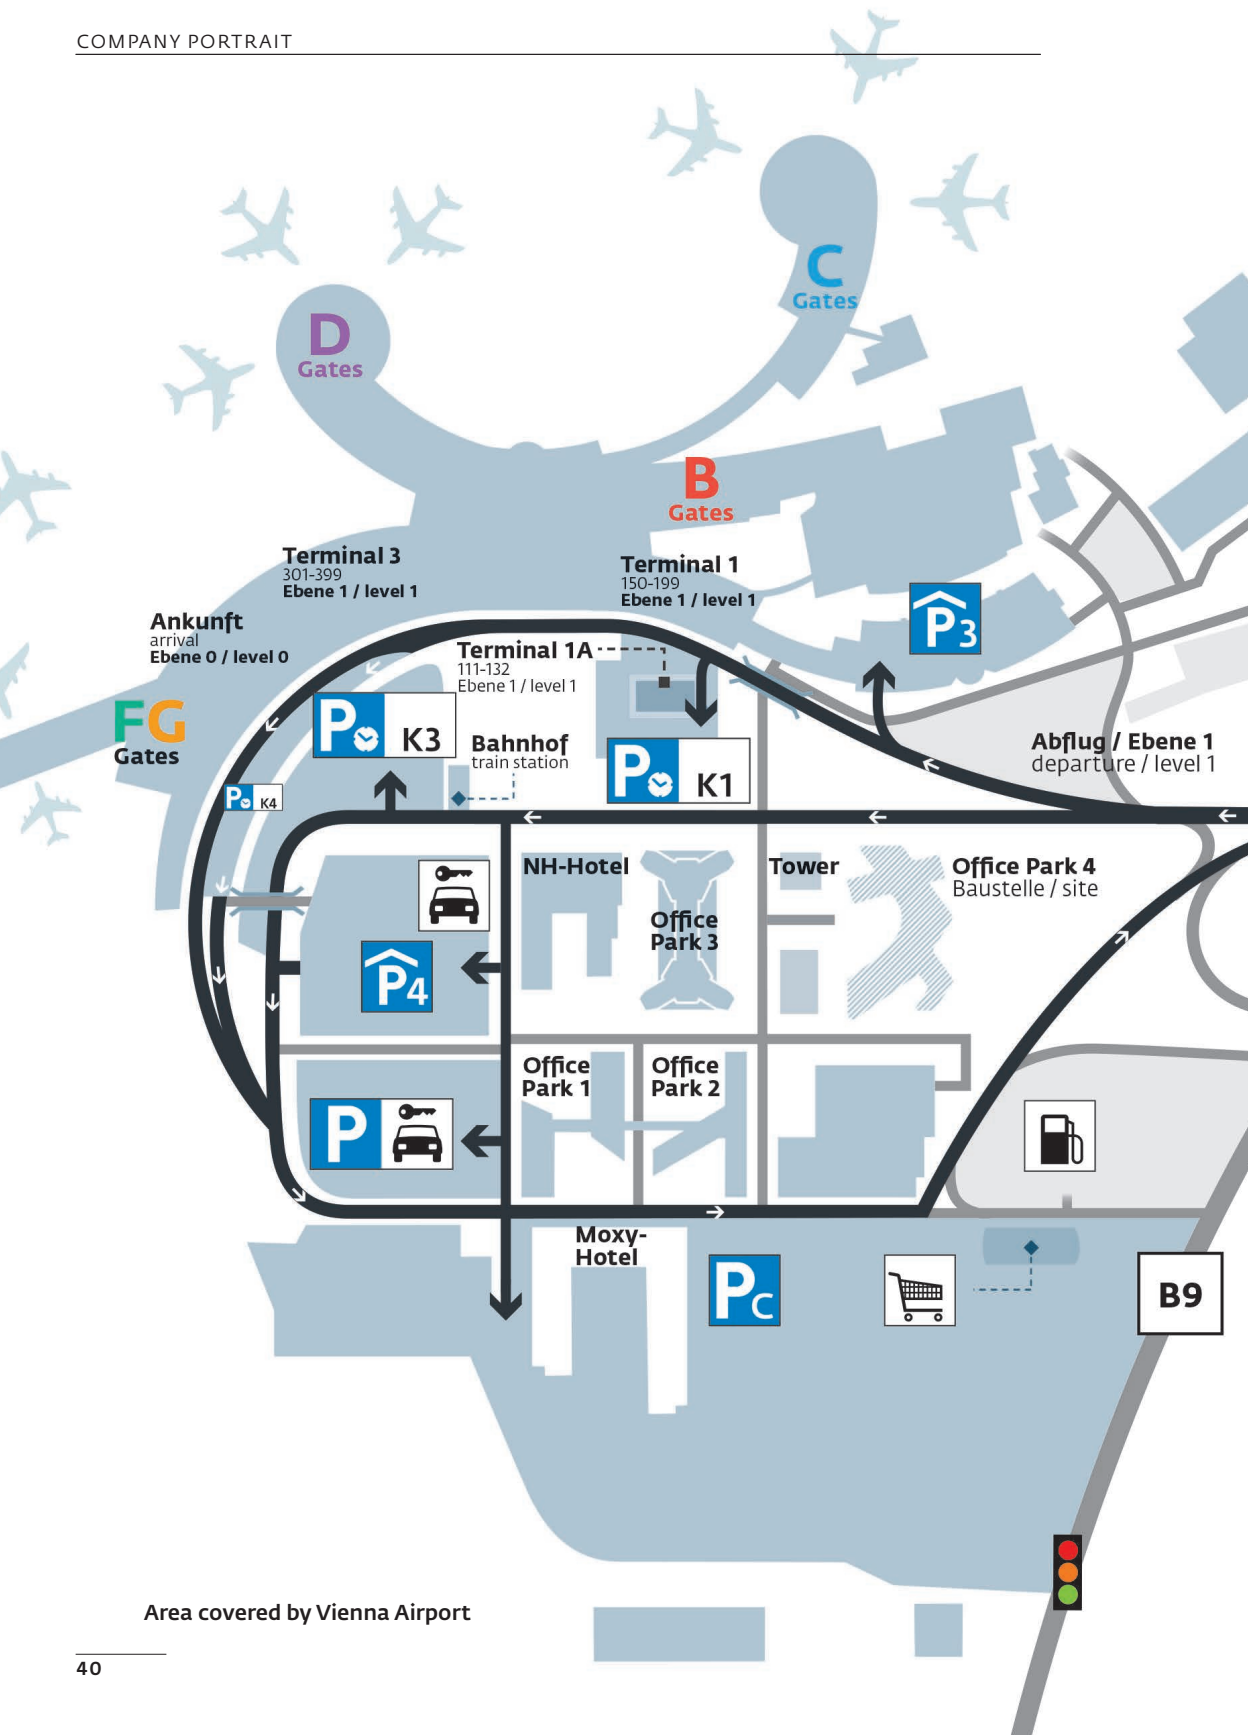 COMPANY PORTRAIT
C
Gates
D
Gates
B
Gates
Terminal 3
301-399
Ebene 1 / level 1
Terminal 1
150-199
Ebene 1 / level 1
P3
Ankunft
arrival
Ebene 0 / level 0
Terminal 1A
111-132
Ebene 1 / level 1
FG
Gates
P K3
Bahnhof
train station
P K1
Abflug / Ebene 1
departure / level 1
P K4
NH-Hotel
Tower
Office Park 4
Baustelle / site
Office
Park 3
P4
Office
Park 1
Office
Park 2
P
Moxy-
Hotel
PC
B9
Area covered by Vienna Airport
40